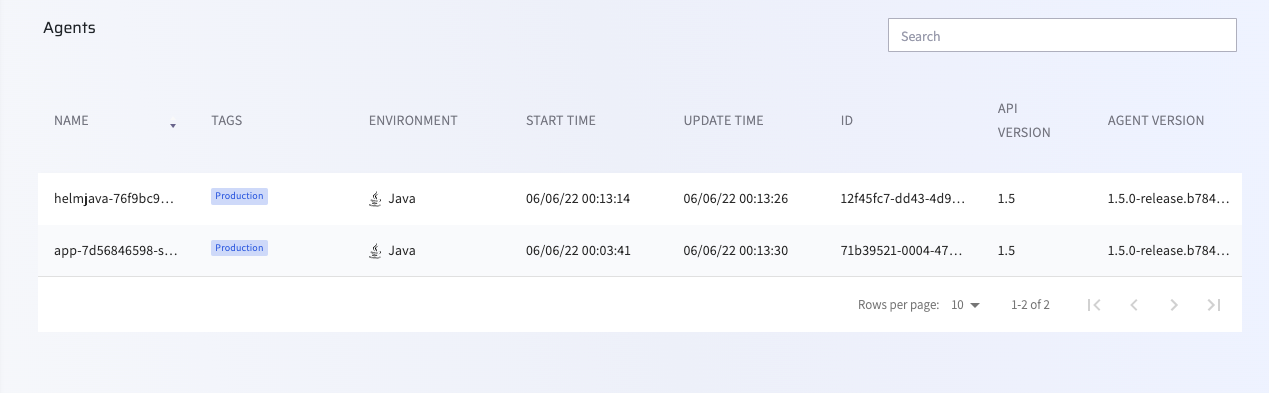 Agents
Search
NAME TAGS ENVIRONMENT START TIME UPDATE TIME ID API VERSION AGENT VERSION
helmjava-76f9bc9... Production Java 06/06/22 00:13:14 06/06/22 00:13:26 12f45fc7-dd43-4d9... 1.5 1.5.0-release.b784...
app-7d56846598-s... Production Java 06/06/22 00:03:41 06/06/22 00:13:30 71b39521-0004-47... 1.5 1.5.0-release.b784...
Rows per page: 10 1-2 of 2